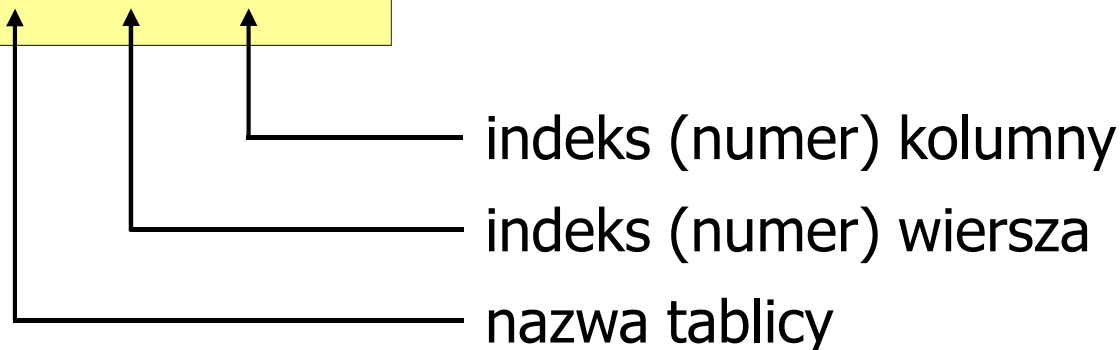 indeks (numer) kolumny
indeks (numer) wiersza
nazwa tablicy